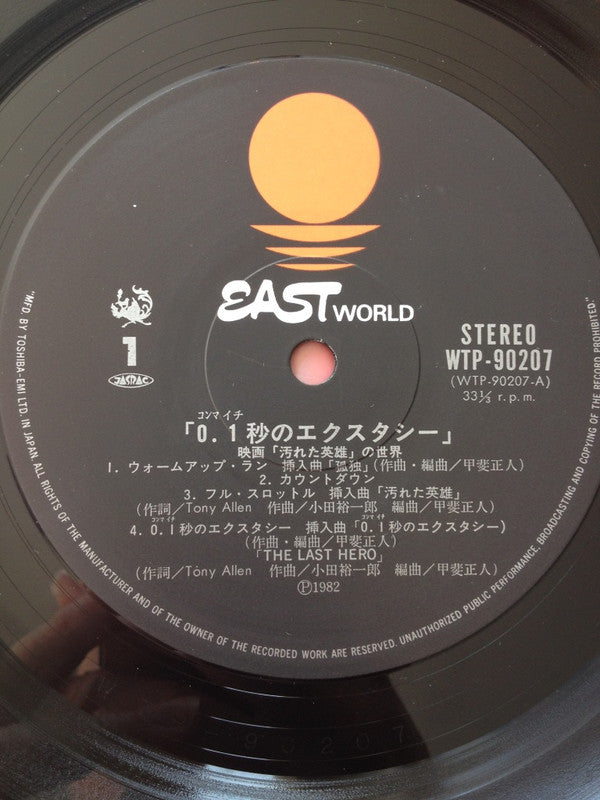 EAST WORLD
1
JASRAC
STEREO
WTP-90207
(WTP-90207-A)
33⅓ r.p.m.
コンマイチ
「0.1秒のエクスタシー」
映画「汚れた英雄」の世界
1. ウォームアップ・ラン 挿入曲「孤独」(作曲・編曲/甲斐正人)
2. カウントダウン
3. フル・スロットル 挿入曲「汚れた英雄」
(作詞/Tony Allen 作曲/小田裕一郎 編曲/甲斐正人)
コンマイチ コンマイチ
4. 0.1秒のエクスタシー 挿入曲「0.1秒のエクスタシー)
(作曲・編曲/甲斐正人)
「THE LAST HERO」
(作詞/Tony Allen 作曲/小田裕一郎 編曲/甲斐正人)
Ⓟ1982
"MFD. BY TOSHIBA-EMI LTD. IN JAPAN ALL RIGHTS OF THE MANUFACTURER AND OF THE OWNER OF THE RECORDED WORK ARE RESERVED. UNAUTHORIZED PUBLIC PERFORMANCE, BROADCASTING AND COPYING OF THE RECORD PROHIBITED."
90207